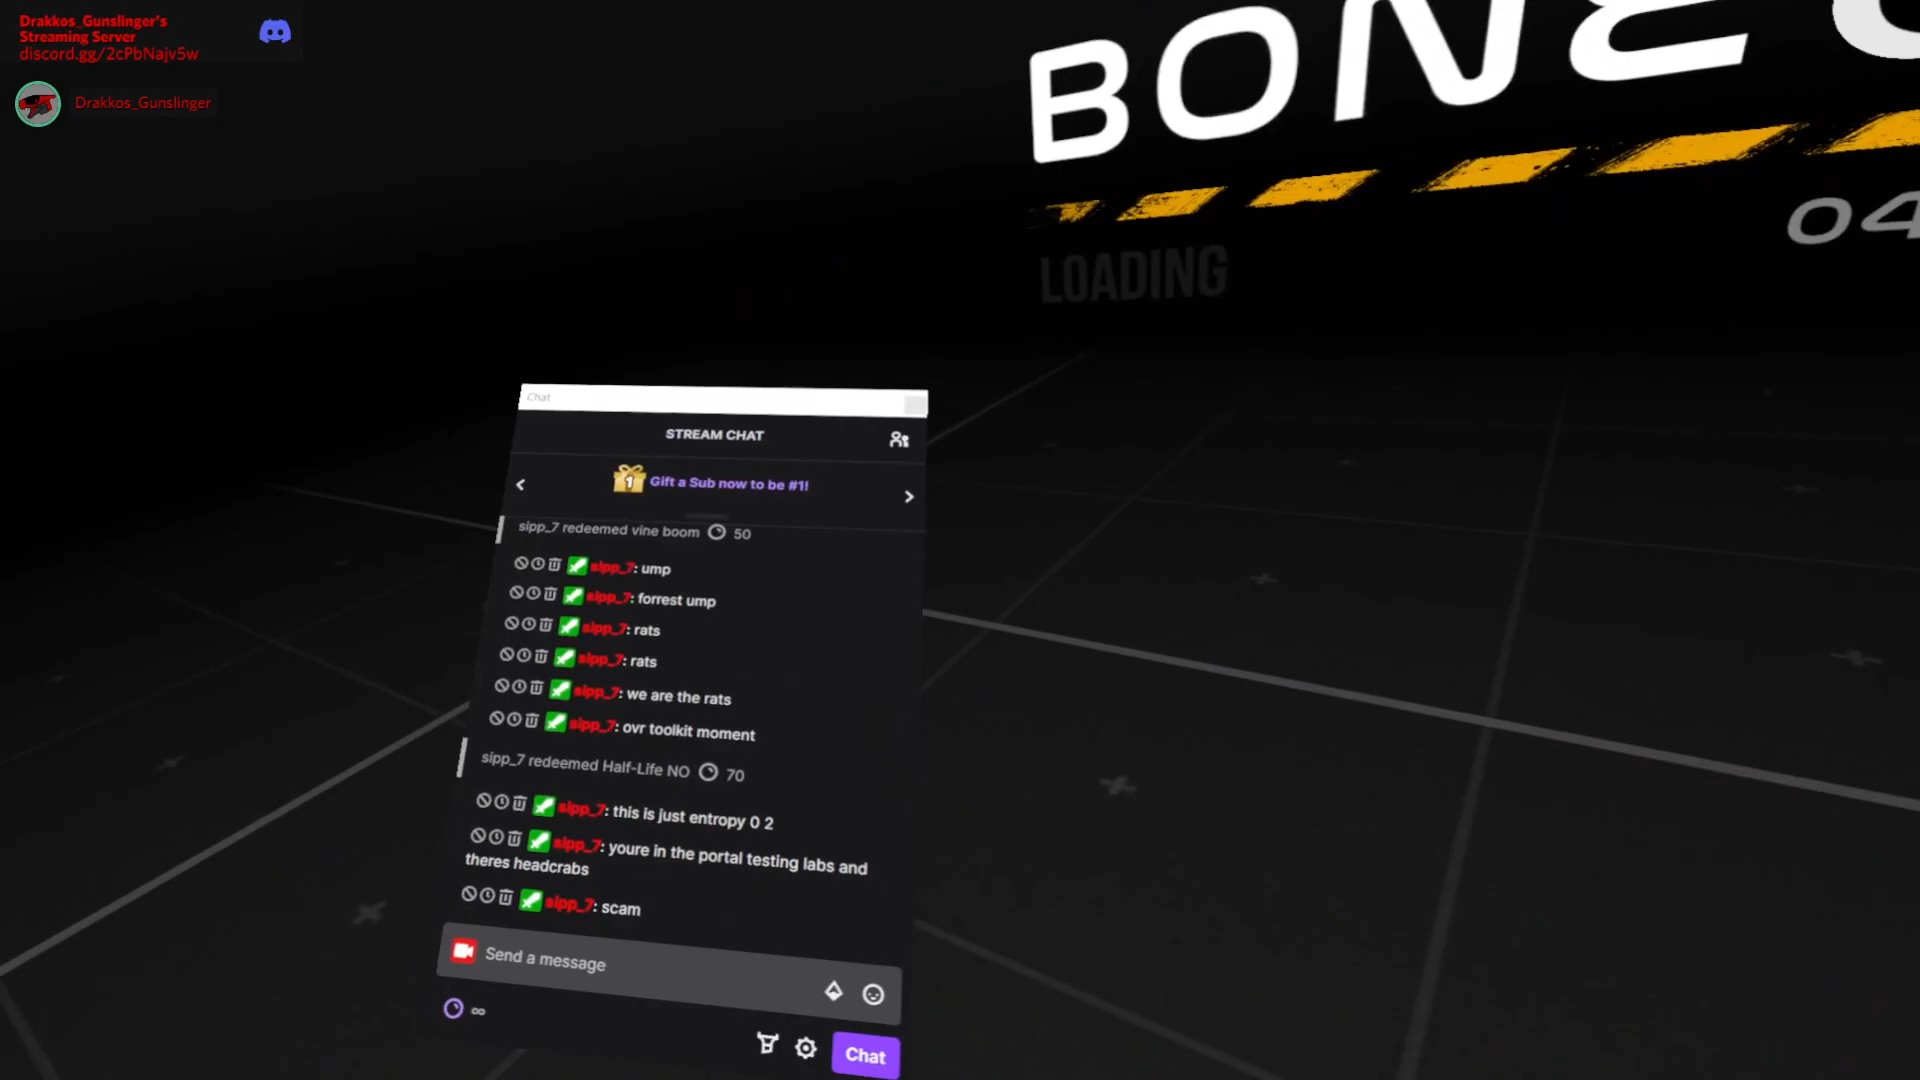 Drakkos_Gunslinger's
Streaming Server
discord.gg/2cPbNajv5w
Drakkos_Gunslinger
BONE
04
LOADING
Chat
STREAM CHAT
1 Gift a Sub now to be #1!
sipp_7 redeemed vine boom 50
sipp_7: ump
sipp_7: forrest ump
sipp_7: rats
sipp_7: rats
sipp_7: we are the rats
sipp_7: ovr toolkit moment
sipp_7 redeemed Half-Life NO 70
sipp_7: this is just entropy 0 2
sipp_7: youre in the portal testing labs and
theres headcrabs
sipp_7: scam
Send a message
∞
Chat